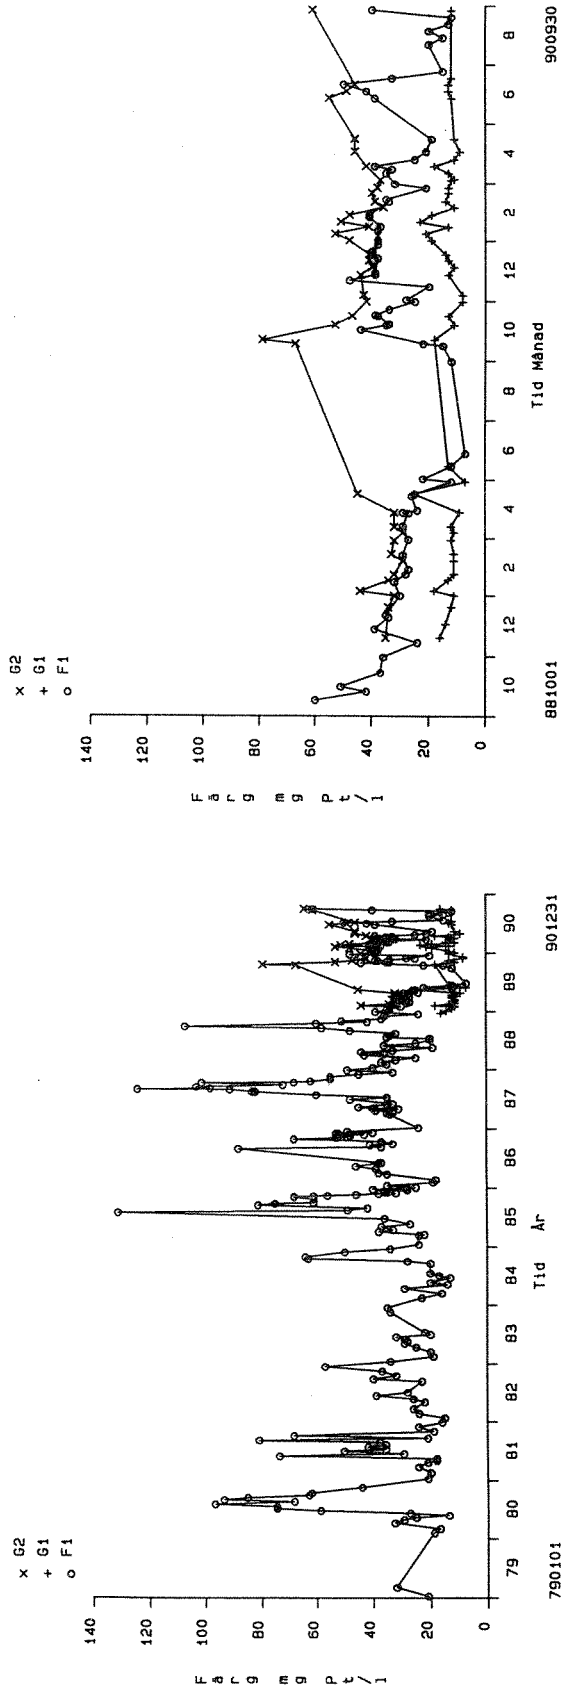 × G2
+ G1
o F1
Färg mg Pt/l
140
120
100
80
60
40
20
0
79 80 81 82 83 84 85 86 87 88 89 90
790101 Tid År 901231
× G2
+ G1
o F1
Färg mg Pt/l
140
120
100
80
60
40
20
0
10 12 2 4 6 8 10 12 2 4 6 8
881001 Tid Månad 900930